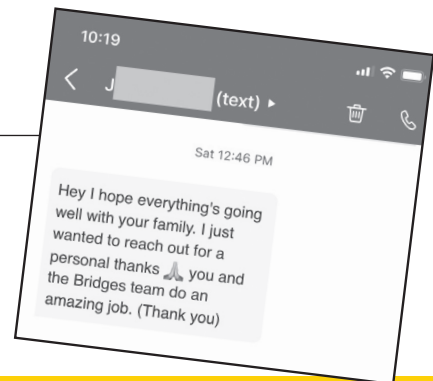 10:19
J (text)
Sat 12:46 PM
Hey I hope everything's going
well with your family. I just
wanted to reach out for a
personal thanks 🙏 you and
the Bridges team do an
amazing job. (Thank you)